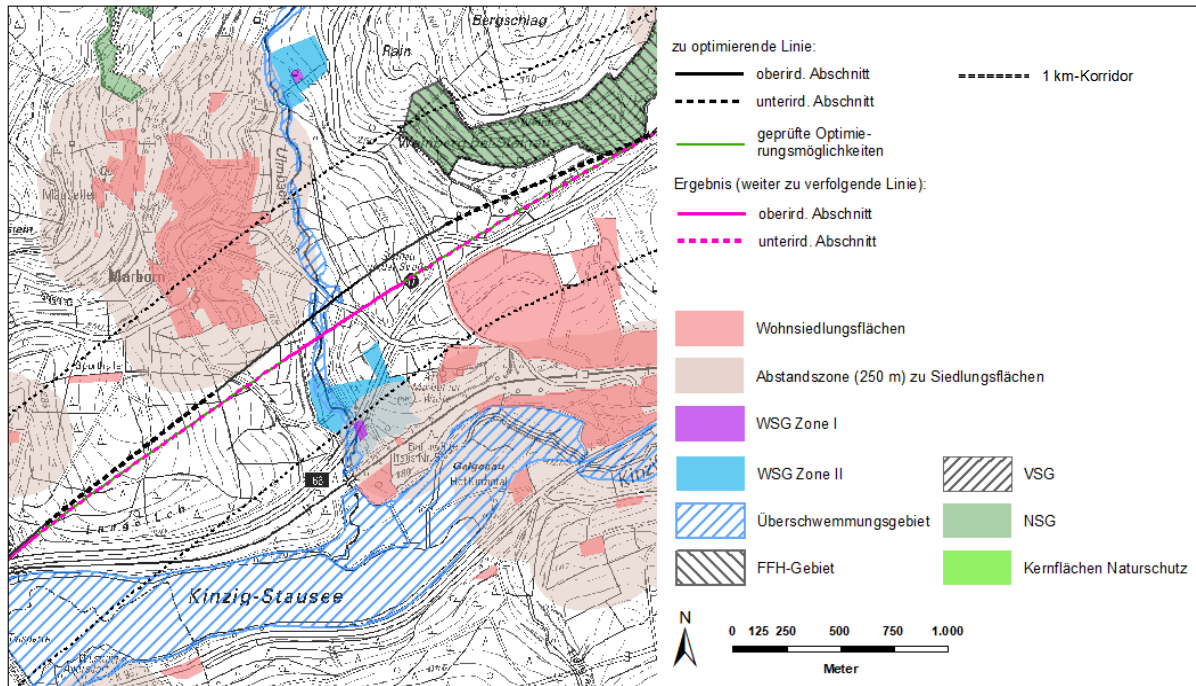 Bergschlag
Rain
Weinberg bei Steinau
Ulmbach
Marborn
66
Kinzig-Stausee
zu optimierende Linie:
oberird. Abschnitt
unterird. Abschnitt
geprüfte Optimie-
rungsmöglichkeiten
1 km-Korridor
Ergebnis (weiter zu verfolgende Linie):
oberird. Abschnitt
unterird. Abschnitt
Wohnsiedlungsflächen
Abstandszone (250 m) zu Siedlungsflächen
WSG Zone I
WSG Zone II
Überschwemmungsgebiet
FFH-Gebiet
VSG
NSG
Kernflächen Naturschutz
N
0 125 250 500 750 1.000
Meter